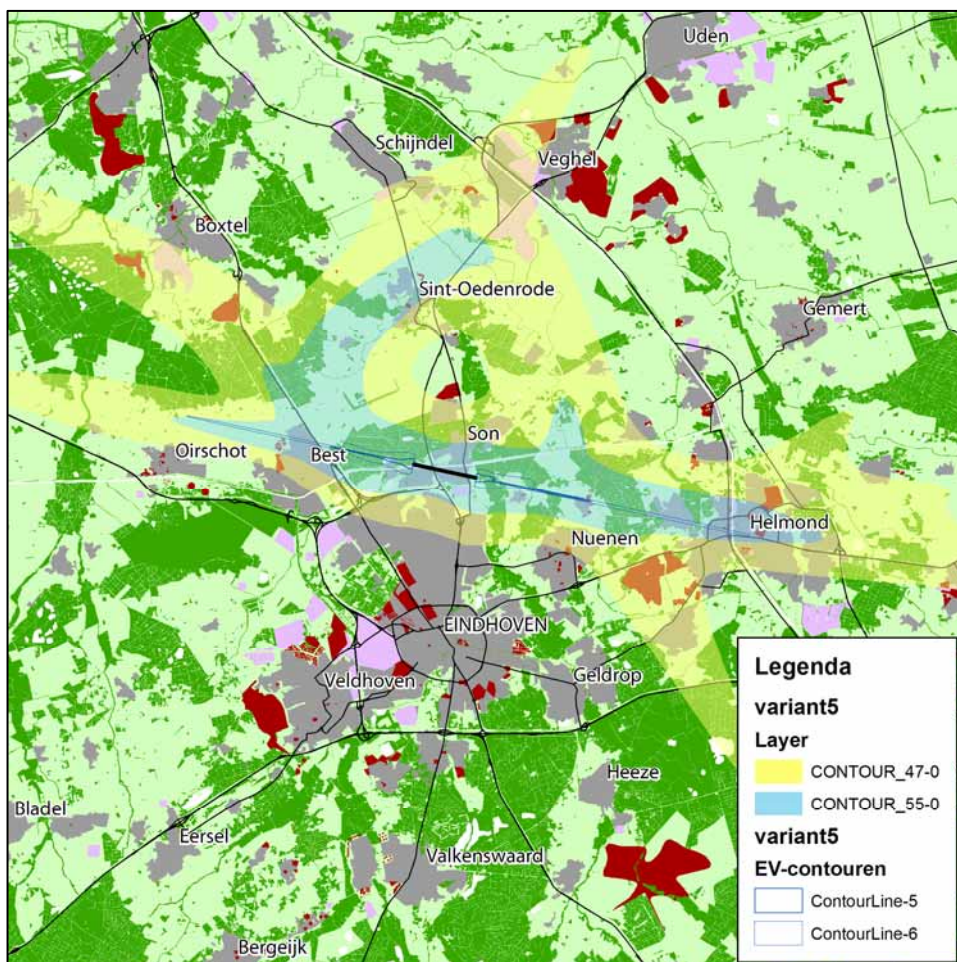 Uden
Schijndel
Veghel
Boxtel
Sint-Oedenrode
Gemert
Son
Oirschot
Best
Helmond
Nuenen
EINDHOVEN
Veldhoven
Geldrop
Heeze
Bladel
Eersel
Valkenswaard
Bergeijk
Legenda
variant5
Layer
CONTOUR_47-0
CONTOUR_55-0
variant5
EV-contouren
ContourLine-5
ContourLine-6